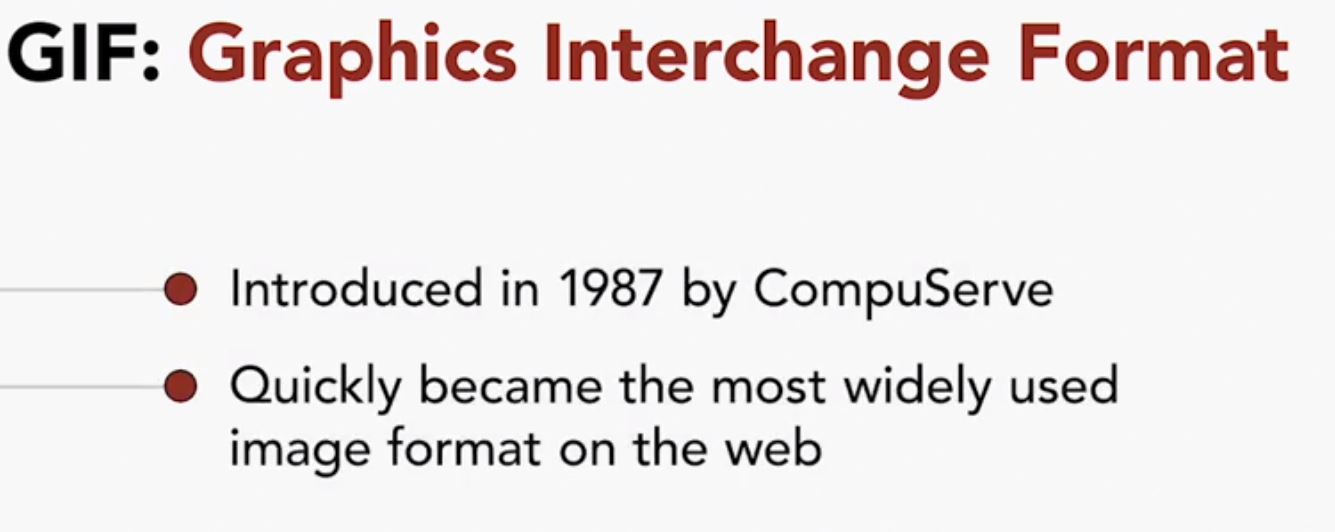 GIF: Graphics Interchange Format
Introduced in 1987 by CompuServe
Quickly became the most widely used
image format on the web